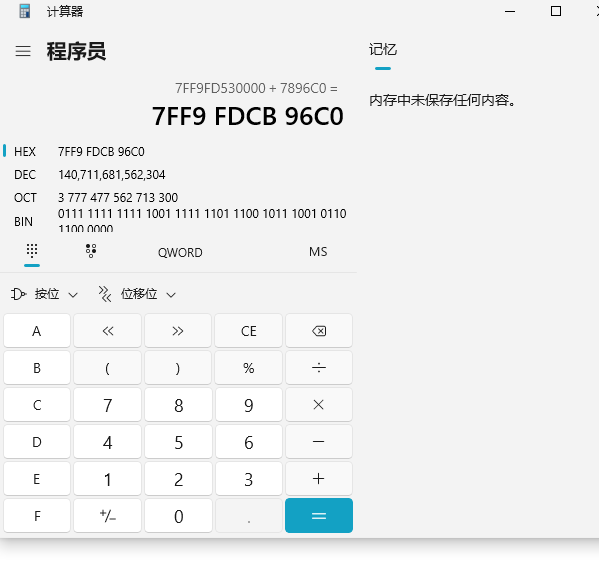 计算器
程序员
记忆
7FF9FD530000 + 7896C0 =
7FF9 FDCB 96C0
内存中未保存任何内容。
HEX 7FF9 FDCB 96C0
DEC 140,711,681,562,304
OCT 3 777 477 562 713 300
BIN 0111 1111 1111 1001 1111 1101 1100 1011 1001 0110
1100 0000
QWORD MS
按位 位移位
A « » CE
B ( ) % ÷
C 7 8 9 ×
D 4 5 6 −
E 1 2 3 +
F +/− 0 . =